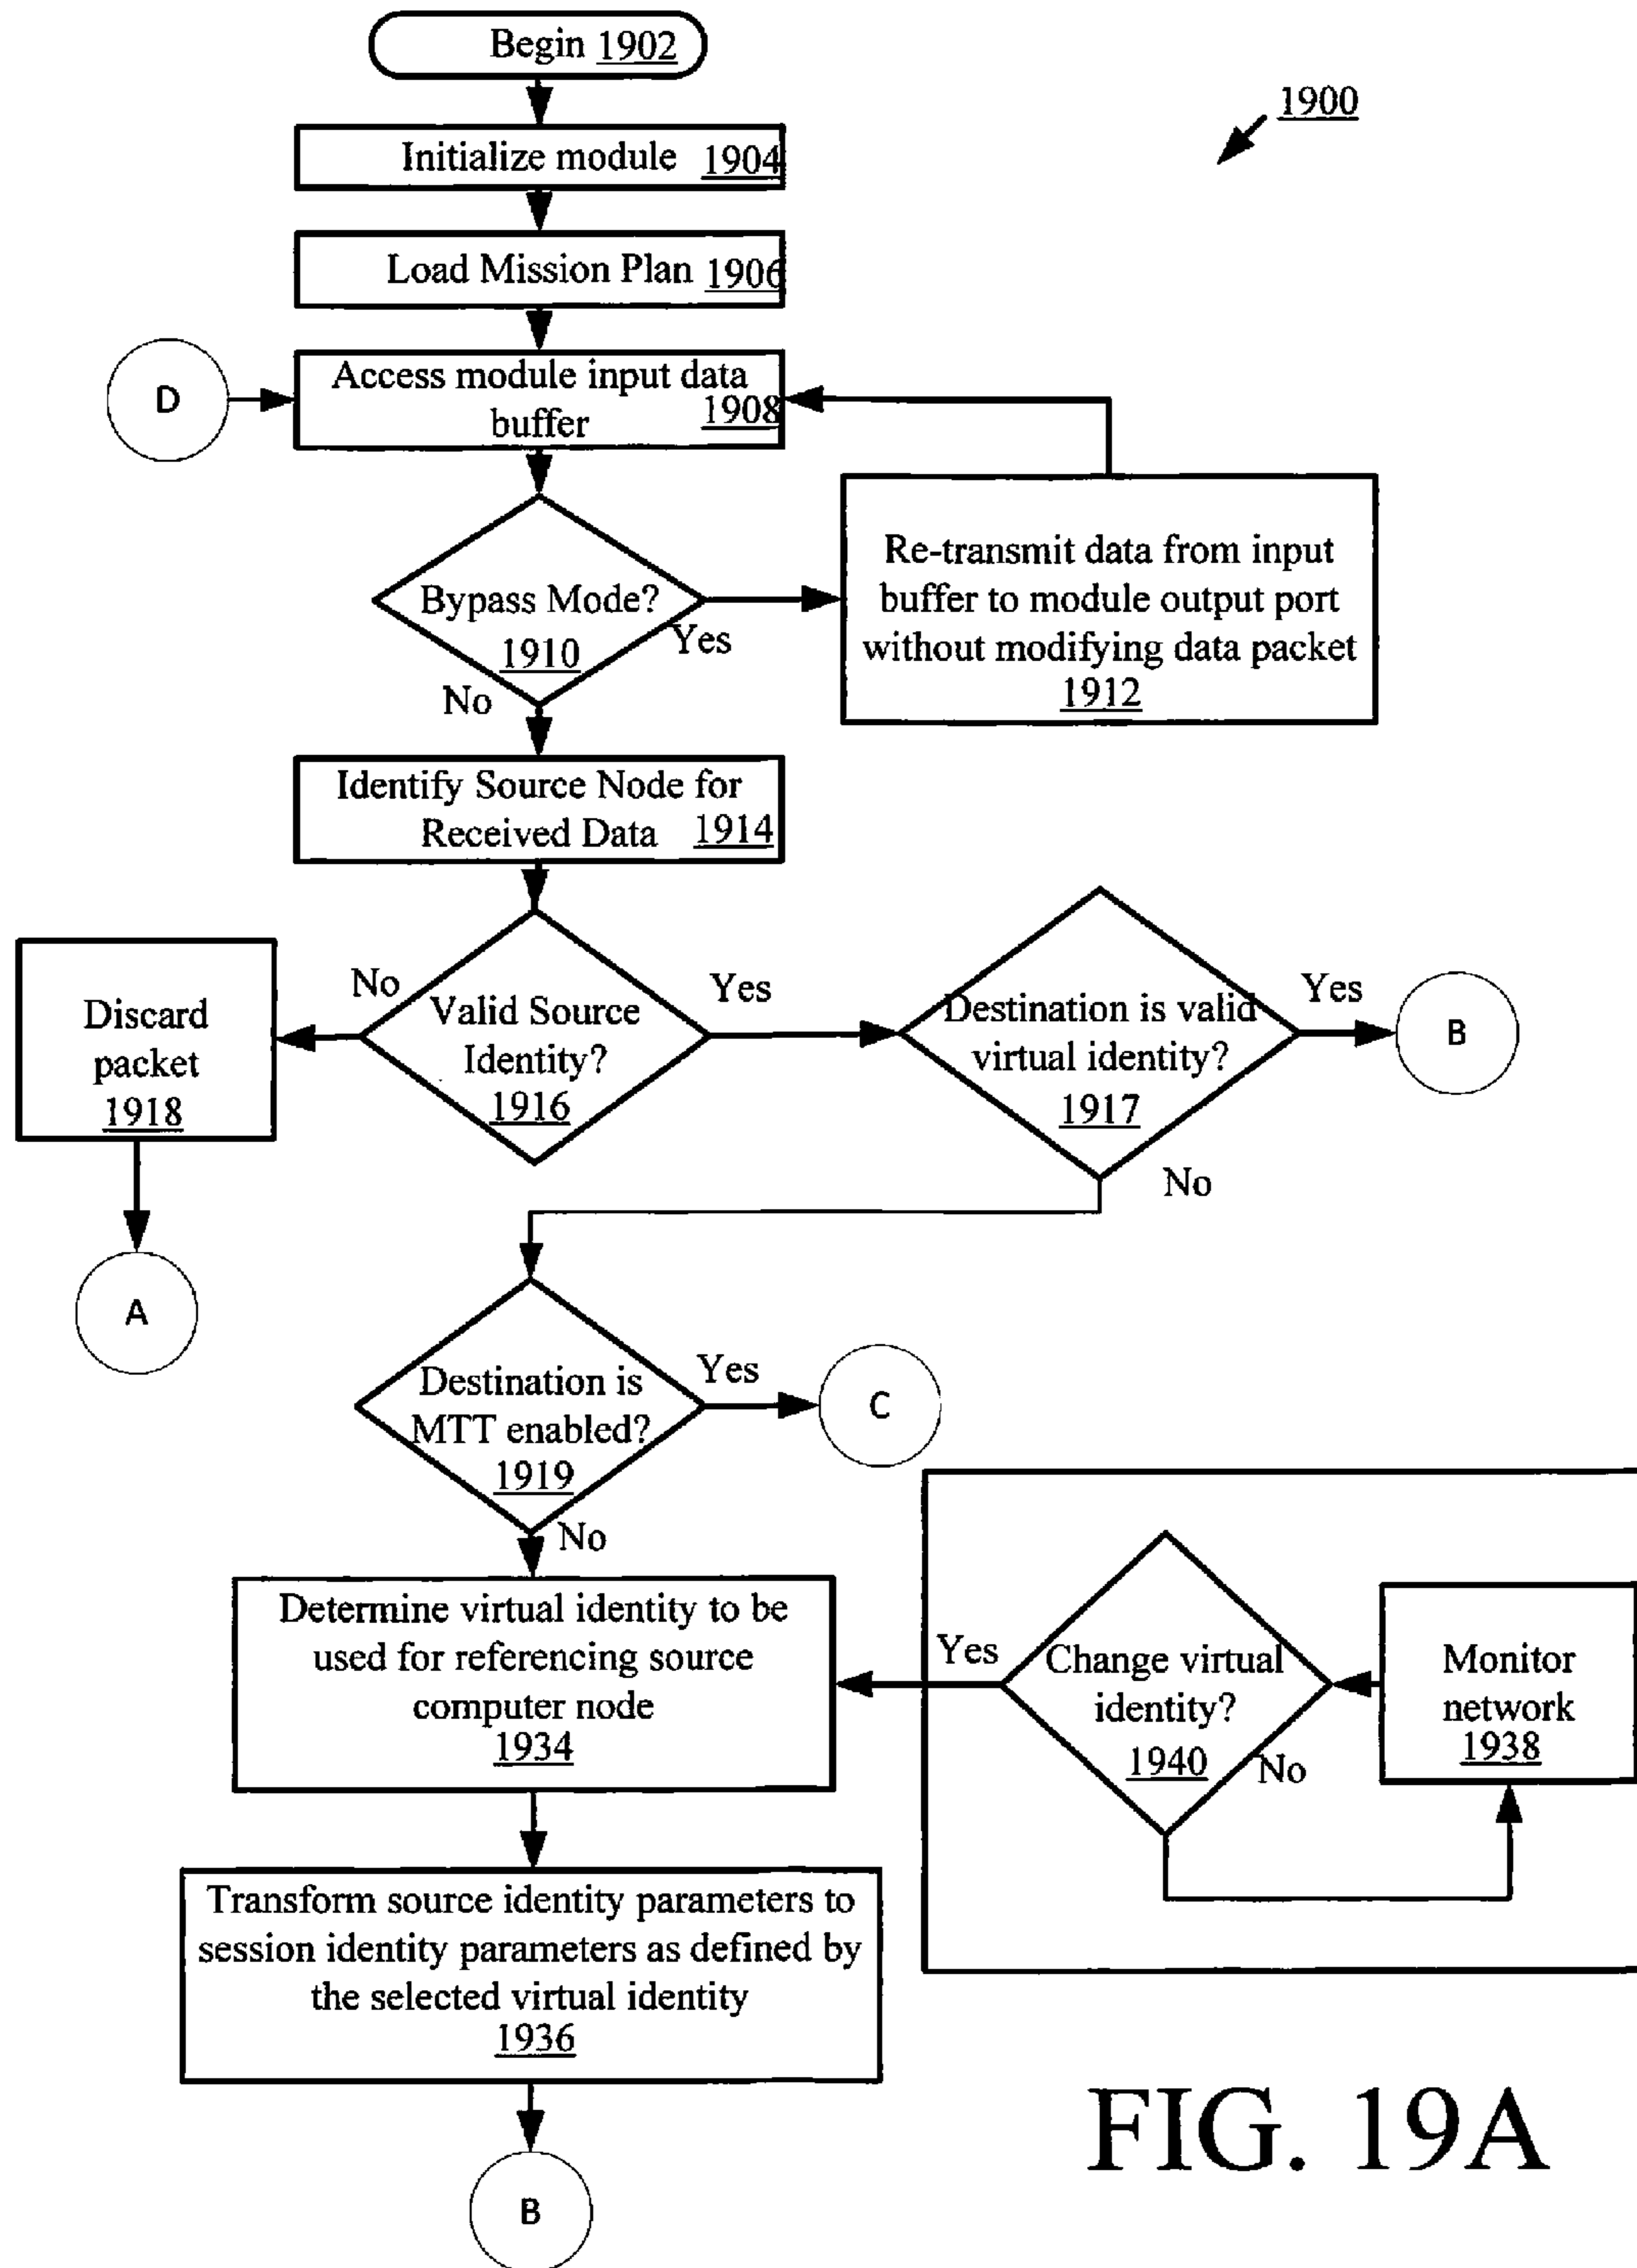 Begin 1902
1900
Initialize module 1904
Load Mission Plan 1906
D
Access module input data
buffer 1908
Bypass Mode?
1910
Yes
No
Re-transmit data from input
buffer to module output port
without modifying data packet
1912
Identify Source Node for
Received Data 1914
No
Valid Source
Identity?
1916
Yes
Discard
packet
1918
A
Destination is valid
virtual identity?
1917
Yes
B
No
Destination is
MTT enabled?
1919
Yes
C
No
Determine virtual identity to be
used for referencing source
computer node
1934
Yes
Change virtual
identity?
1940
No
Monitor
network
1938
Transform source identity parameters to
session identity parameters as defined by
the selected virtual identity
1936
B
FIG. 19A